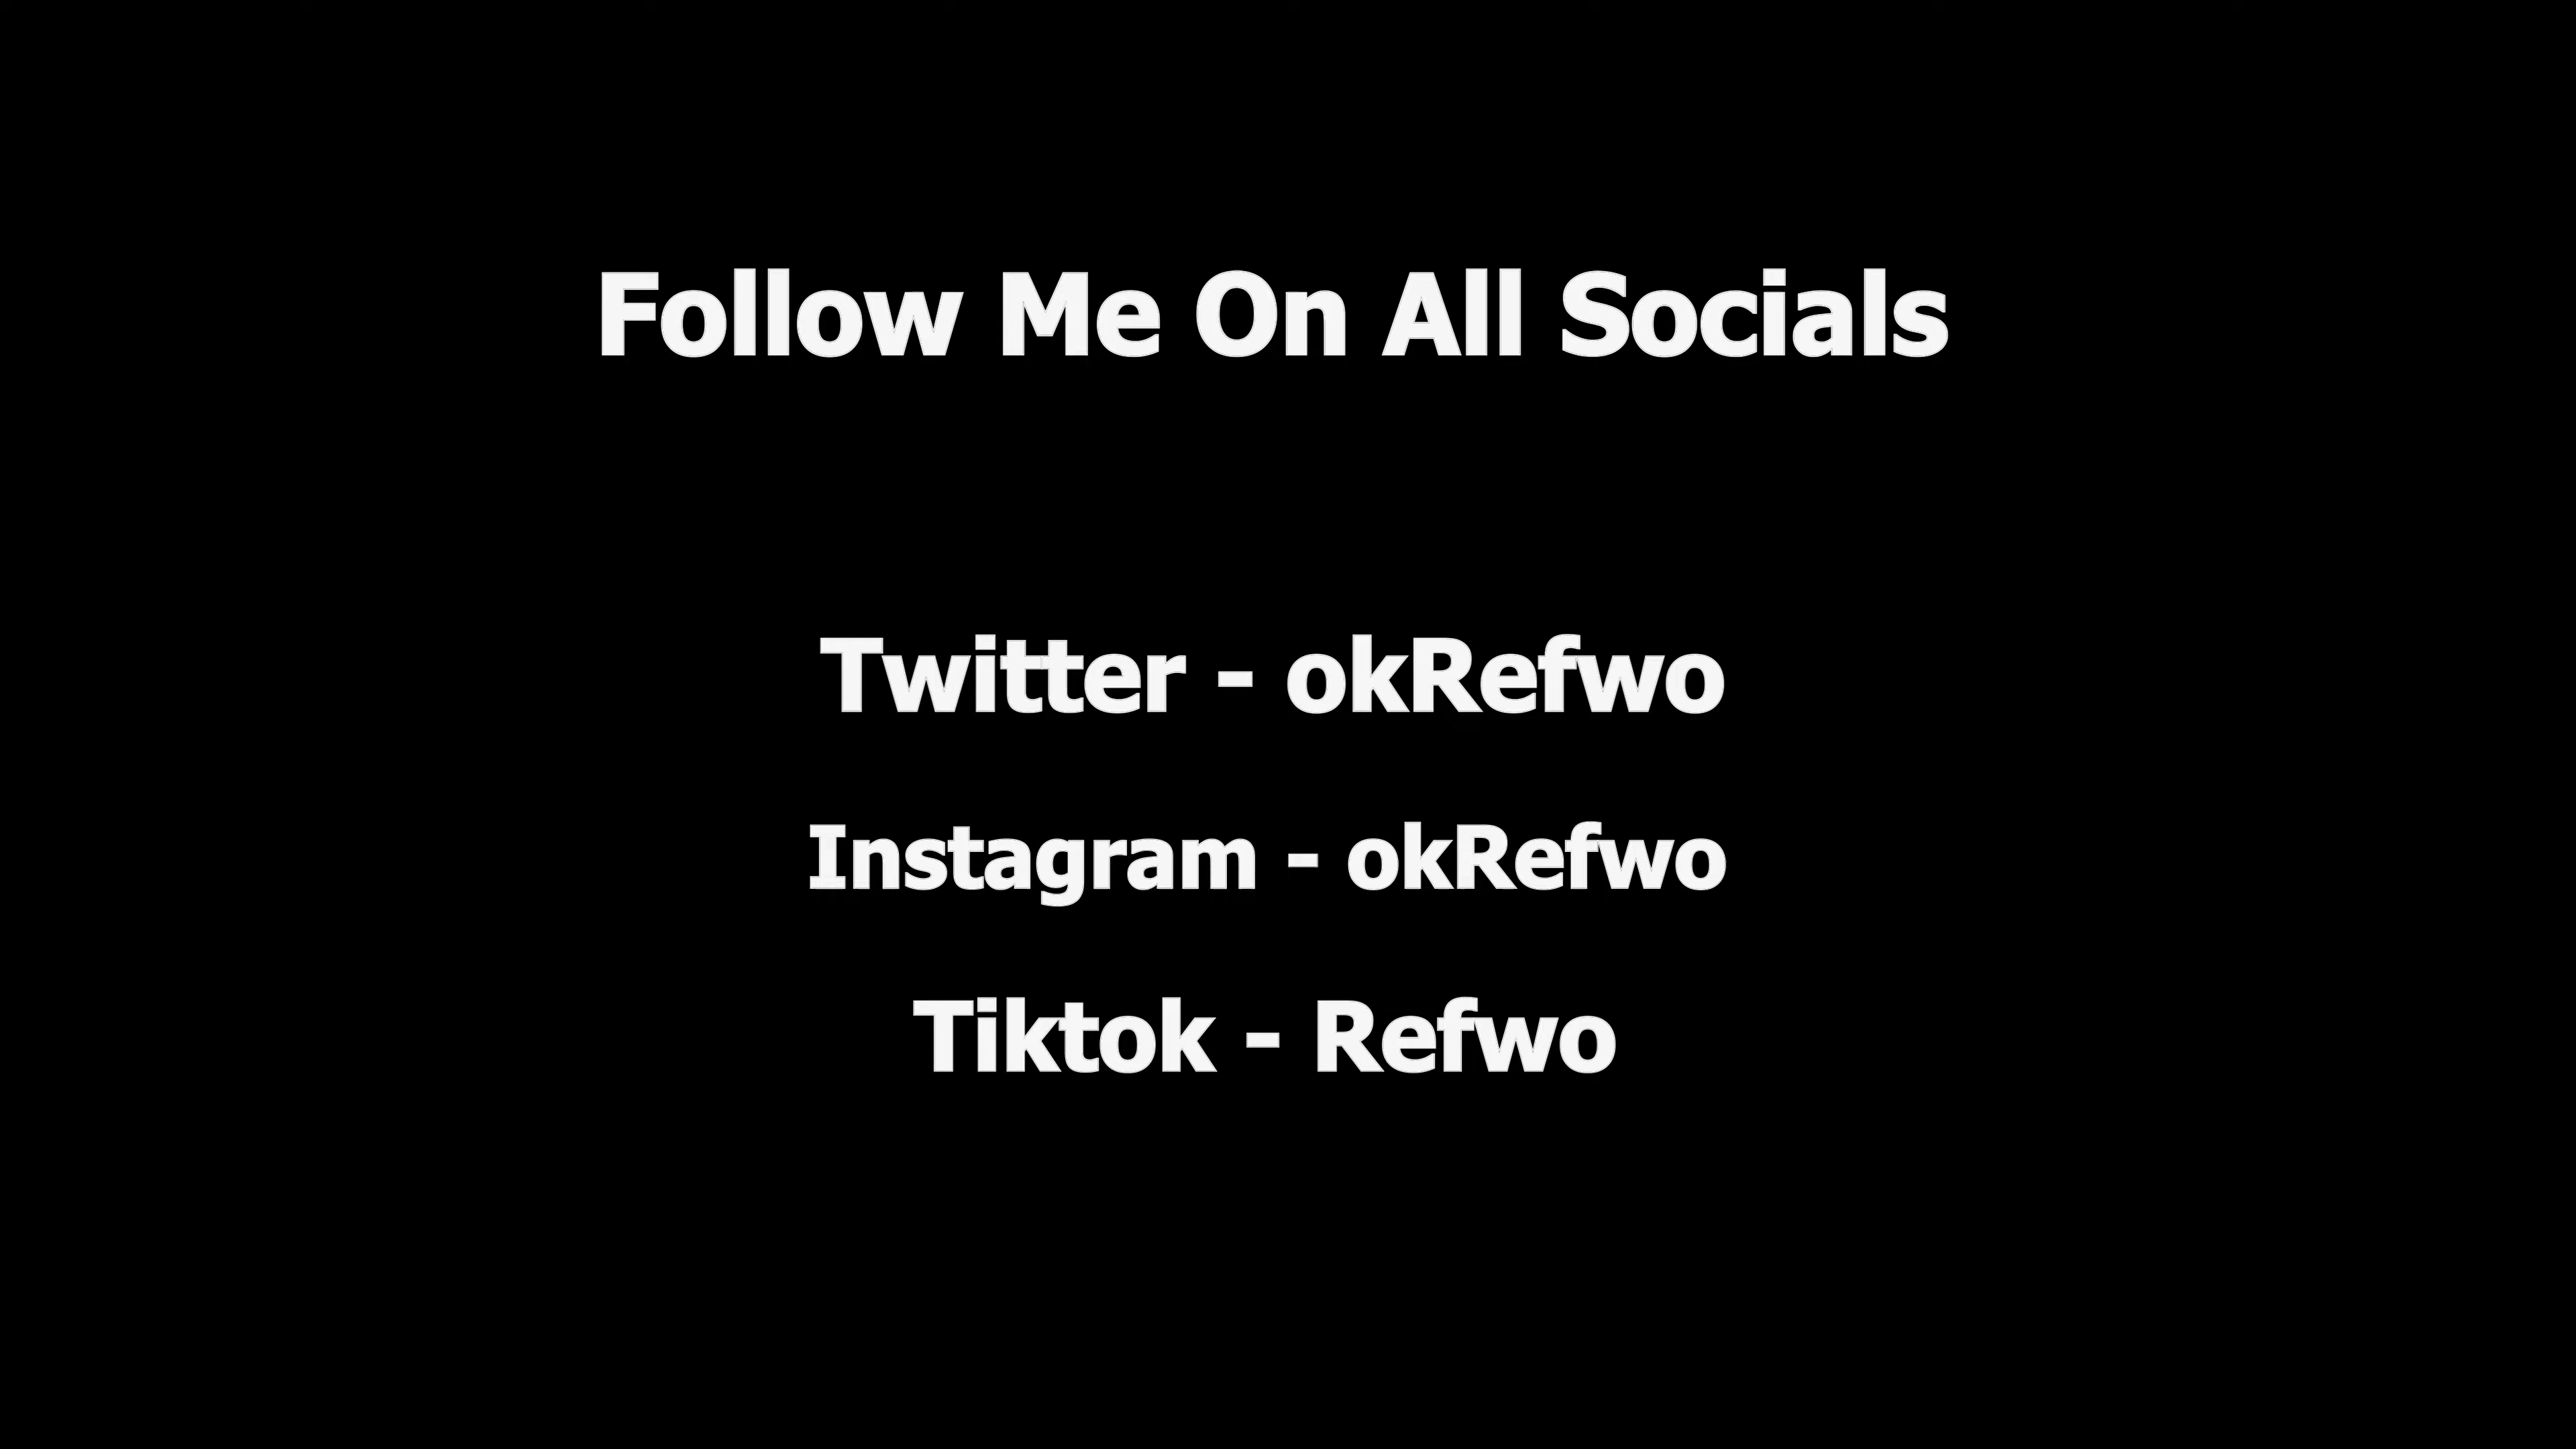 Follow Me On All Socials
Twitter - okRefwo
Instagram - okRefwo
Tiktok - Refwo